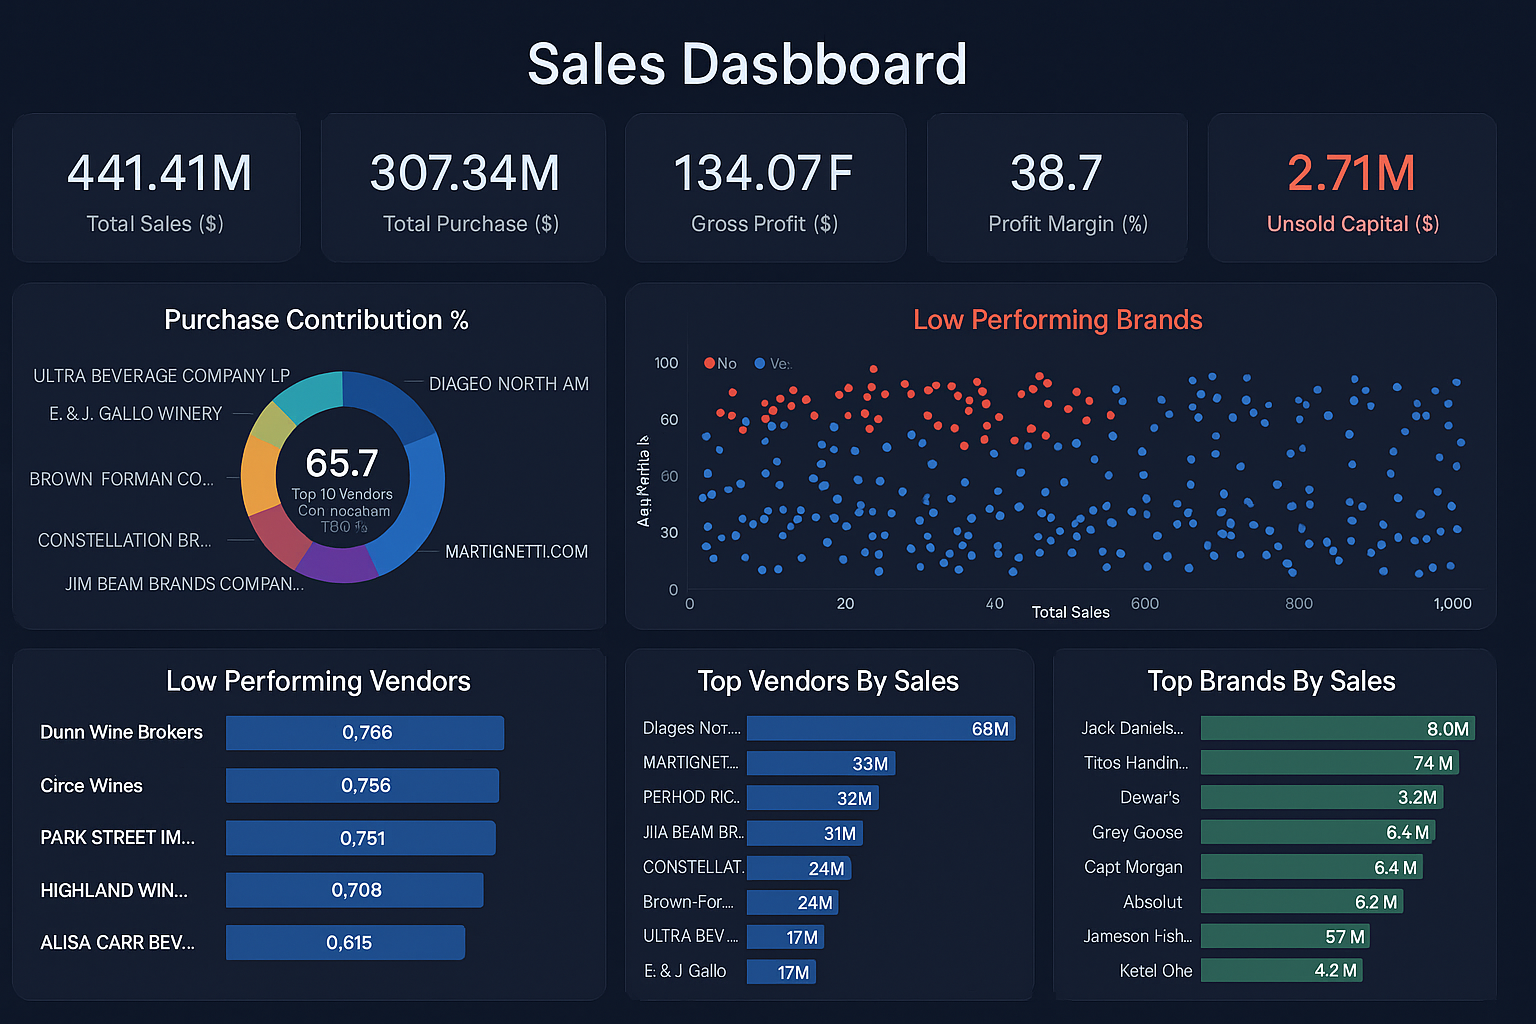 Sales Dasbboard
441.41M
Total Sales ($)
307.34M
Total Purchase ($)
134.07F
Gross Profit ($)
38.7
Profit Margin (%)
2.71M
Unsold Capital ($)
Purchase Contribution %
ULTRA BEVERAGE COMPANY LP
E. & J. GALLO WINERY
BROWN FORMAN CO...
CONSTELLATION BR...
JIM BEAM BRANDS COMPAN...
DIAGEO NORTH AM
MARTIGNETTI.COM
65.7
Top 10 Vendors
Con nocaham
Low Performing Brands
No
Ve:
100
60
60
30
0
0
20
40
600
800
1,000
Total Sales
Low Performing Vendors
Dunn Wine Brokers 0,766
Circe Wines 0,756
PARK STREET IM... 0,751
HIGHLAND WIN... 0,708
ALISA CARR BEV... 0,615
Top Vendors By Sales
Dlages Nor.... 68M
MARTIGNET... 33M
PERHOD RIC.. 32M
JIIA BEAM BR.. 31M
CONSTELLAT. 24M
Brown-For.... 24M
ULTRA BEV .... 17M
E: & J Gallo 17M
Top Brands By Sales
Jack Daniels... 8.0M
Titos Handin... 74 M
Dewar's 3.2M
Grey Goose 6.4 M
Capt Morgan 6.4 M
Absolut 6.2 M
Jameson Hish... 57 M
Ketel Ohe 4.2 M